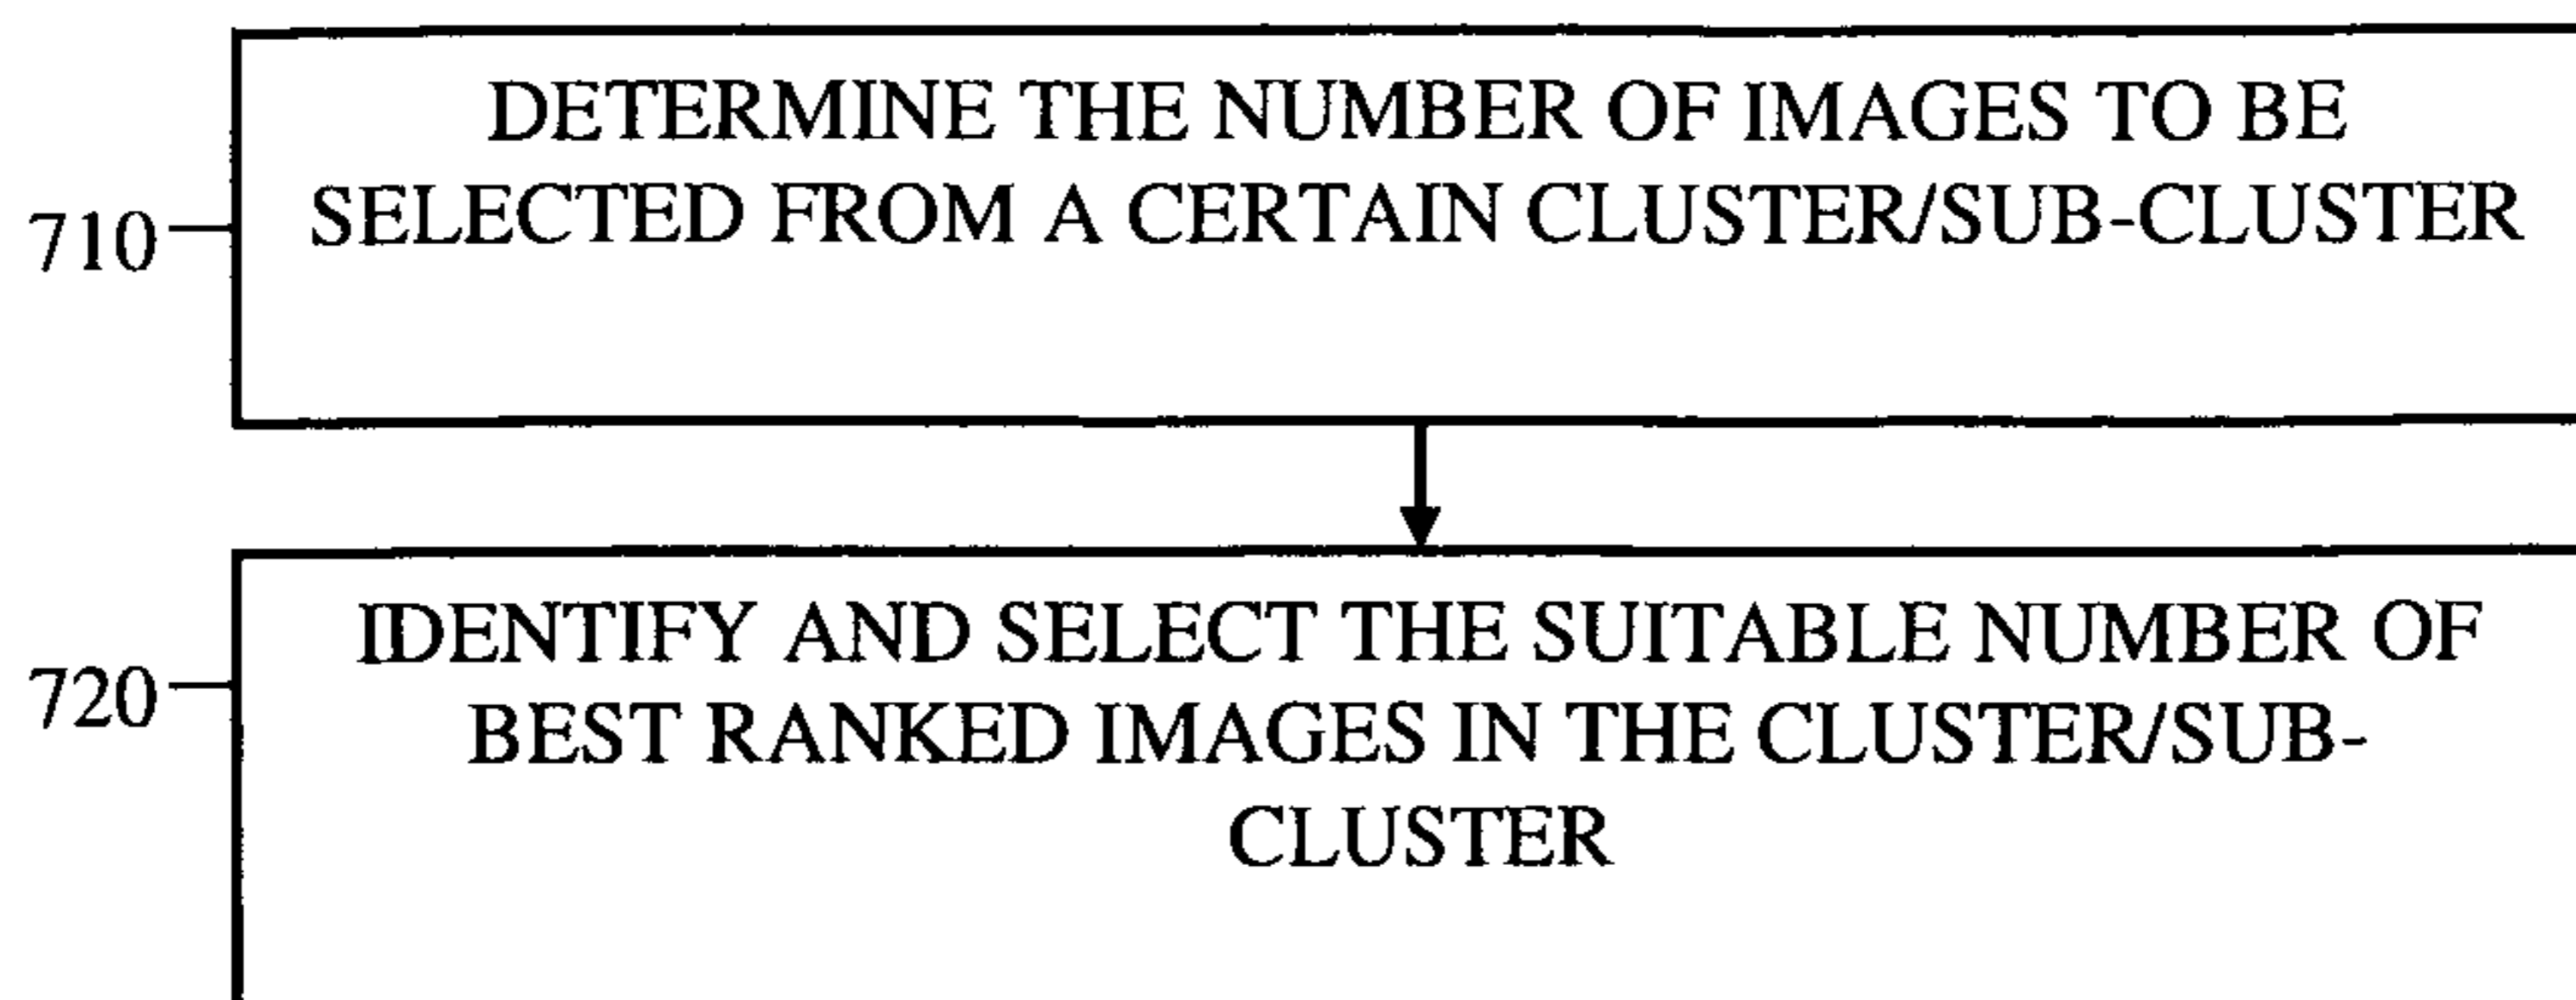 DETERMINE THE NUMBER OF IMAGES TO BE
710 SELECTED FROM A CERTAIN CLUSTER/SUB-CLUSTER
IDENTIFY AND SELECT THE SUITABLE NUMBER OF
720 BEST RANKED IMAGES IN THE CLUSTER/SUB-
CLUSTER